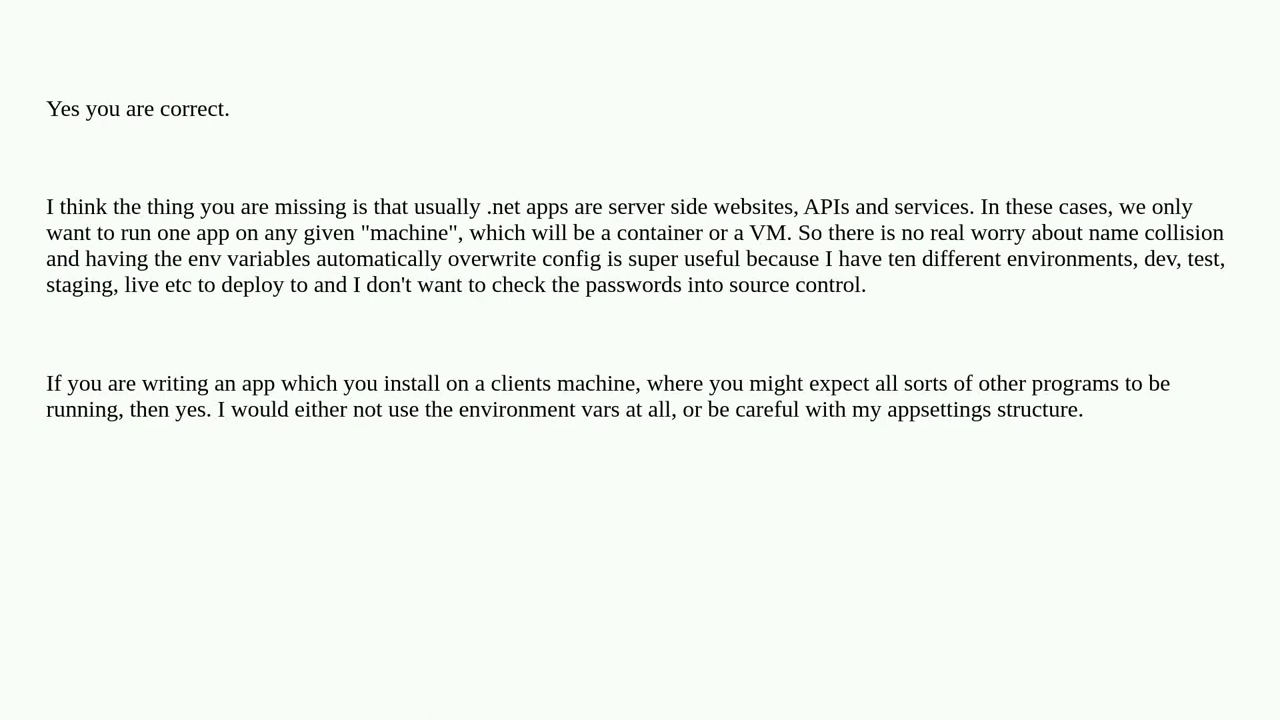 Yes you are correct.
I think the thing you are missing is that usually .net apps are server side websites, APIs and services. In these cases, we only
want to run one app on any given "machine", which will be a container or a VM. So there is no real worry about name collision
and having the env variables automatically overwrite config is super useful because I have ten different environments, dev, test,
staging, live etc to deploy to and I don't want to check the passwords into source control.
If you are writing an app which you install on a clients machine, where you might expect all sorts of other programs to be
running, then yes. I would either not use the environment vars at all, or be careful with my appsettings structure.